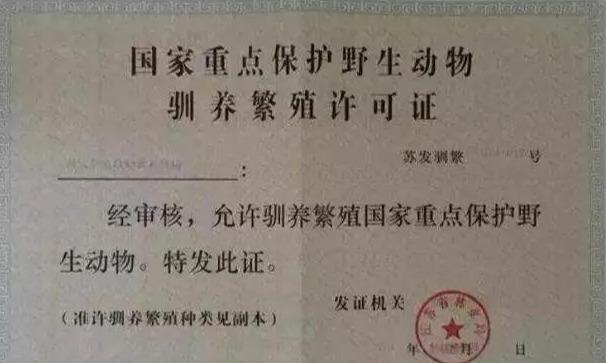 国家重点保护野生动物
驯养繁殖许可证
苏发驯繁 号
:
经审核，允许驯养繁殖国家重点保护野
生动物。特发此证。
发证机关
（准许驯养繁殖种类见副本）
年 月 日